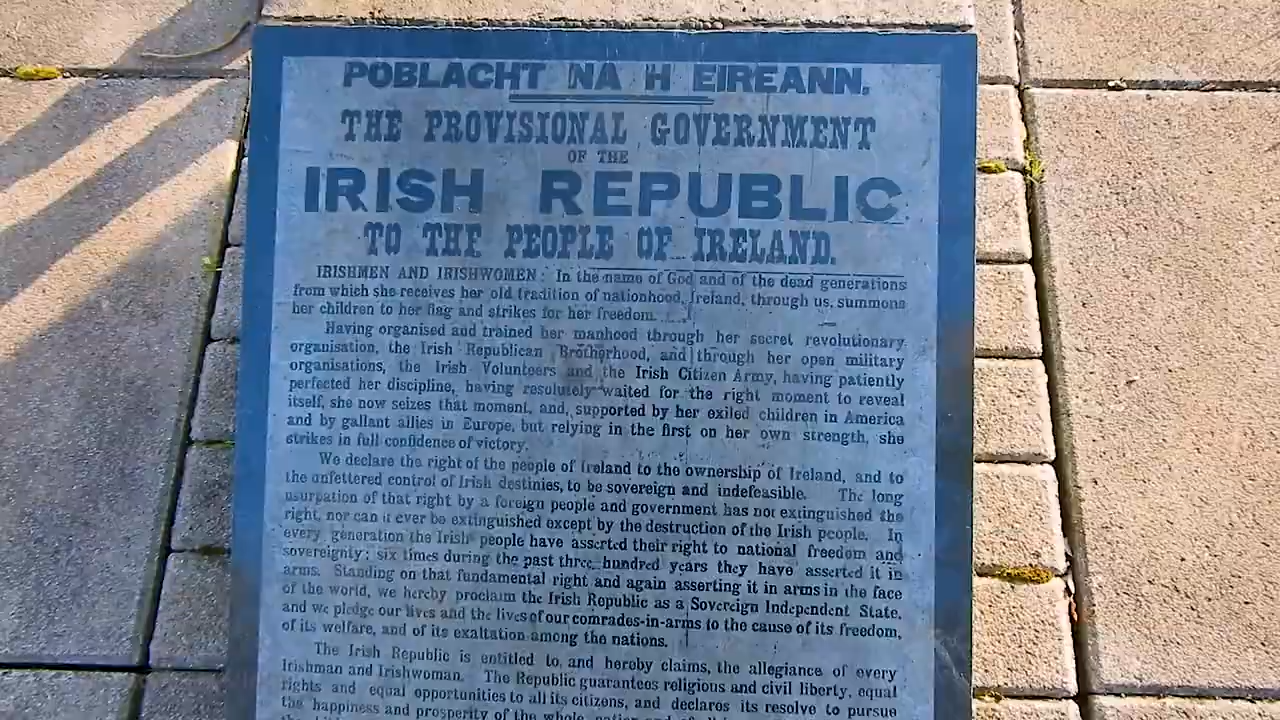 POBLACHT NA H EIREANN.
THE PROVISIONAL GOVERNMENT
OF THE
IRISH REPUBLIC
TO THE PEOPLE OF IRELAND.
IRISHMEN AND IRISHWOMEN: In the name of God and of the dead generations
from which she receives her old tradition of nationhood, Ireland, through us, summons
her children to her flag and strikes for her freedom.
Having organised and trained her manhood through her secret revolutionary
organisation, the Irish Republican Brotherhood, and through her open military
organisations, the Irish Volunteers and the Irish Citizen Army, having patiently
perfected her discipline, having resolutely waited for the right moment to reveal
itself, she now seizes that moment, and, supported by her exiled children in America
and by gallant allies in Europe, but relying in the first on her own strength, she
strikes in full confidence of victory.
We declare the right of the people of Ireland to the ownership of Ireland, and to
the unfettered control of Irish destinies, to be sovereign and indefeasible. The long
usurpation of that right by a foreign people and government has not extinguished the
right, nor can it ever be extinguished except by the destruction of the Irish people. In
every generation the Irish people have asserted their right to national freedom and
sovereignty; six times during the past three hundred years they have asserted it in
arms. Standing on that fundamental right and again asserting it in arms in the face
of the world, we hereby proclaim the Irish Republic as a Sovereign Independent State,
and we pledge our lives and the lives of our comrades-in-arms to the cause of its freedom,
of its welfare, and of its exaltation among the nations.
The Irish Republic is entitled to, and hereby claims, the allegiance of every
Irishman and Irishwoman. The Republic guarantees religious and civil liberty, equal
rights and equal opportunities to all its citizens, and declares its resolve to pursue
the happiness and prosperity of the whole nation and of